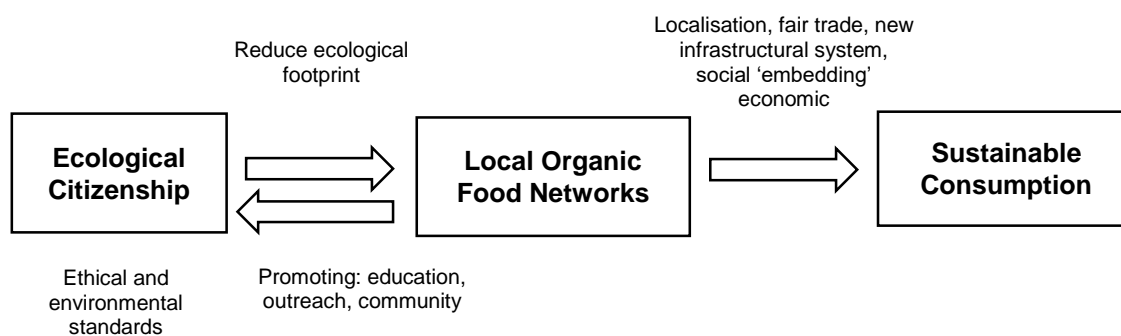 Reduce ecological
footprint
Localisation, fair trade, new
infrastructural system,
social ‘embedding’
economic
Ecological
Citizenship
Local Organic
Food Networks
Sustainable
Consumption
Ethical and
environmental
standards
Promoting: education,
outreach, community